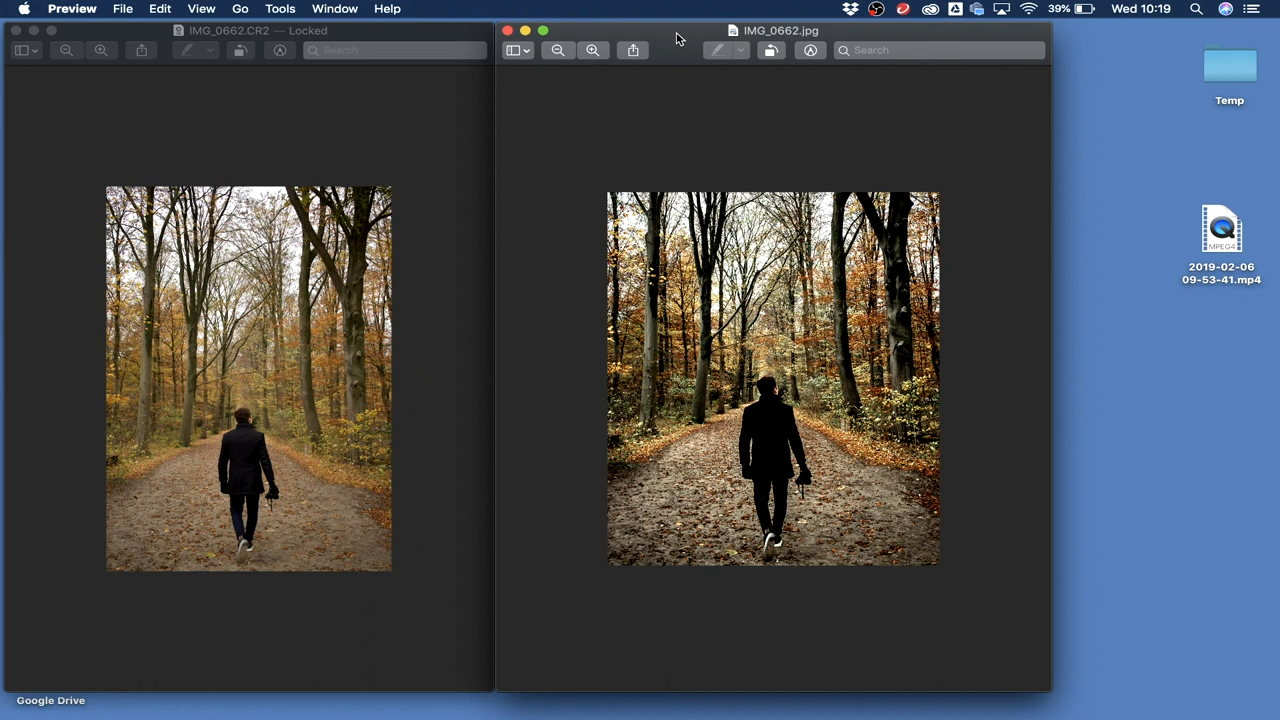 Preview File Edit View Go Tools Window Help
39% Wed 10:19
IMG_0662.CR2 — Locked
IMG_0662.jpg
Search
Search
Temp
MPEG4
2019-02-06
09-53-41.mp4
Google Drive